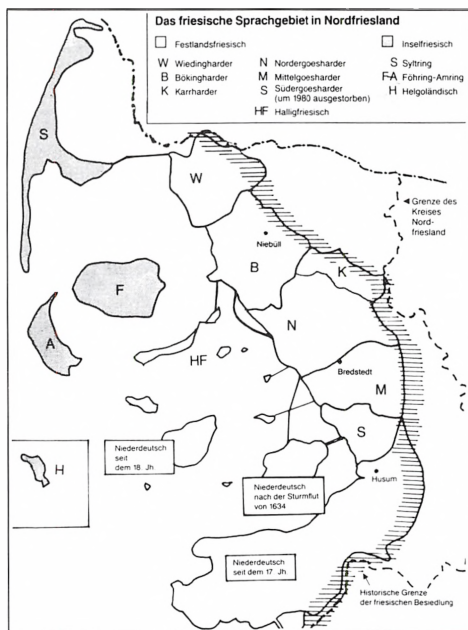 Das friesische Sprachgebiet in Nordfriesland
Festlandsfriesisch
Inselfriesisch
W Wiedingharder
B Bökingharder
K Karrharder
N Nordergoesharder
M Mittelgoesharder
S Südergoesharder
(um 1980 ausgestorben)
HF Halligfriesisch
S Syltring
F-A Föhring-Amring
H Helgoländisch
S
W
Grenze des
Kreises
Nord-
friesland
Niebüll
B
K
F
N
A
HF
Bredstedt
M
S
H
Niederdeutsch
seit
dem 18. Jh.
Niederdeutsch
nach der Sturmflut
von 1634
Husum
Niederdeutsch
seit dem 17. Jh.
Historische Grenze
der friesischen Besiedlung